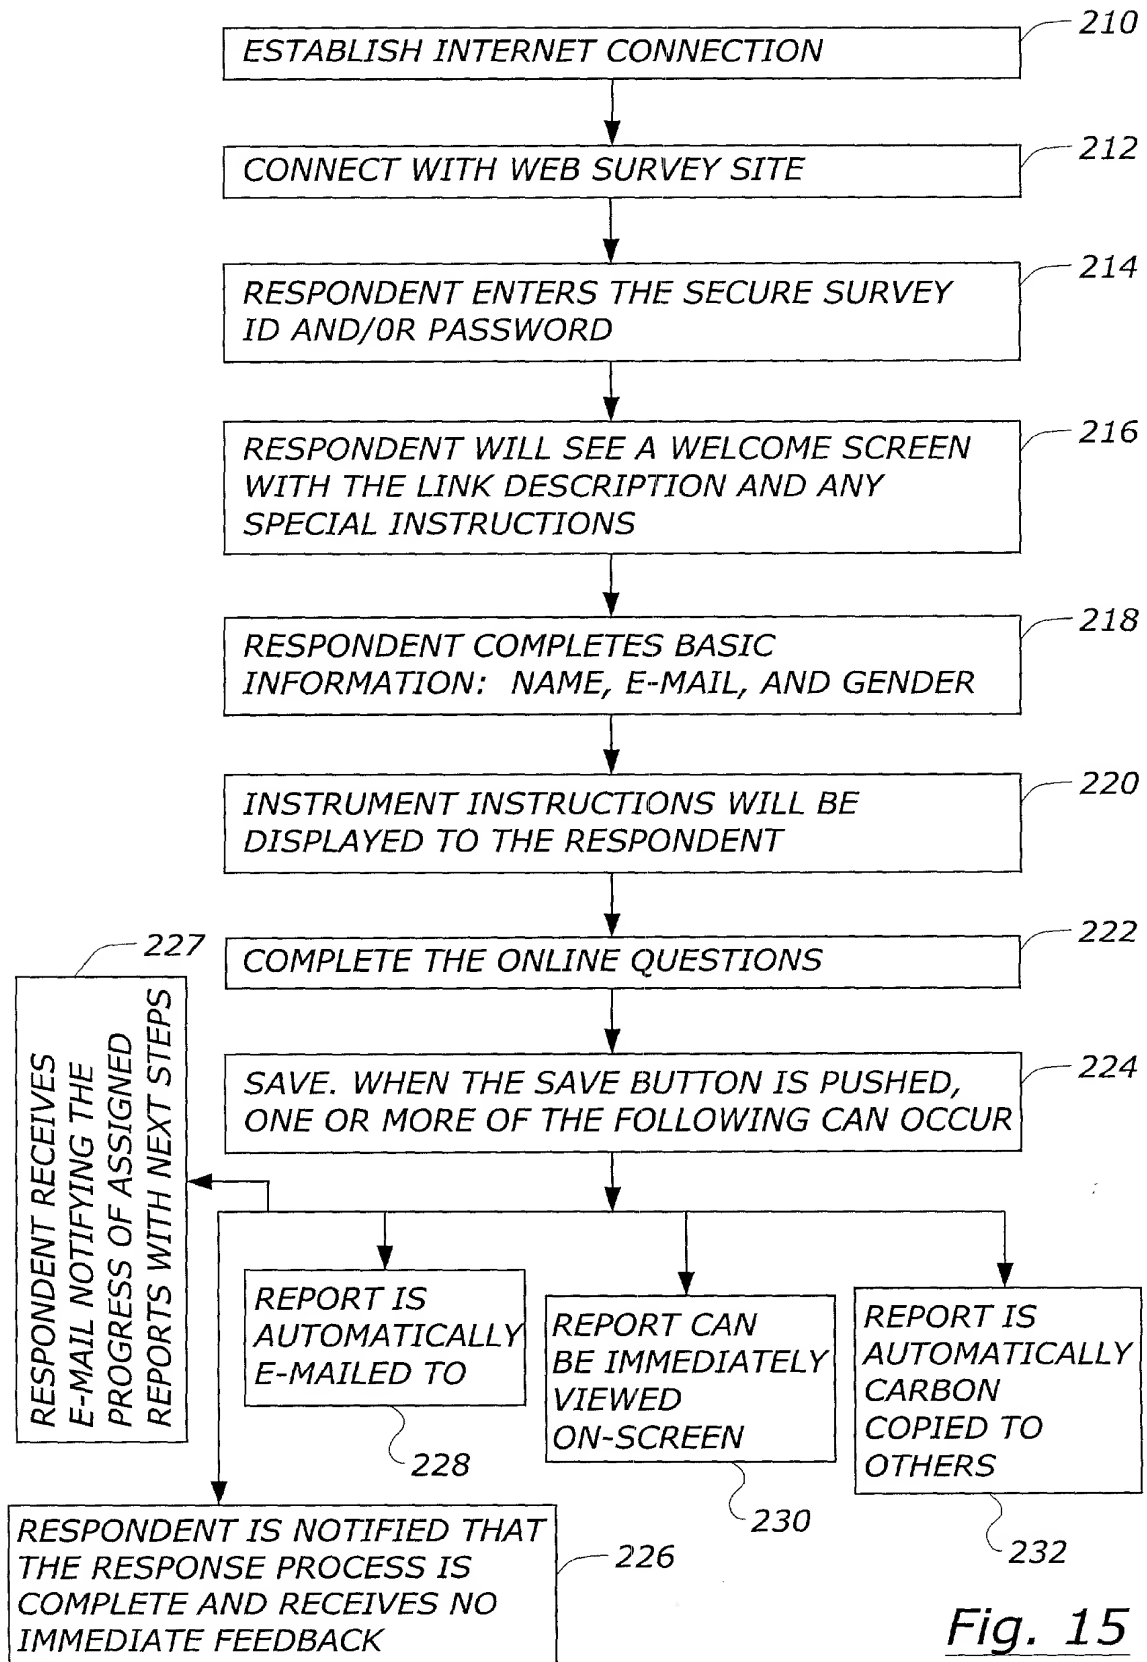 210
ESTABLISH INTERNET CONNECTION
212
CONNECT WITH WEB SURVEY SITE
214
RESPONDENT ENTERS THE SECURE SURVEY
ID AND/0R PASSWORD
216
RESPONDENT WILL SEE A WELCOME SCREEN
WITH THE LINK DESCRIPTION AND ANY
SPECIAL INSTRUCTIONS
218
RESPONDENT COMPLETES BASIC
INFORMATION: NAME, E-MAIL, AND GENDER
220
INSTRUMENT INSTRUCTIONS WILL BE
DISPLAYED TO THE RESPONDENT
222
COMPLETE THE ONLINE QUESTIONS
224
SAVE. WHEN THE SAVE BUTTON IS PUSHED,
ONE OR MORE OF THE FOLLOWING CAN OCCUR
227
RESPONDENT RECEIVES
E-MAIL NOTIFYING THE
PROGRESS OF ASSIGNED
REPORTS WITH NEXT STEPS
REPORT IS
AUTOMATICALLY
E-MAILED TO
228
REPORT CAN
BE IMMEDIATELY
VIEWED
ON-SCREEN
230
REPORT IS
AUTOMATICALLY
CARBON
COPIED TO
OTHERS
232
RESPONDENT IS NOTIFIED THAT
THE RESPONSE PROCESS IS
COMPLETE AND RECEIVES NO
IMMEDIATE FEEDBACK
226
Fig. 15